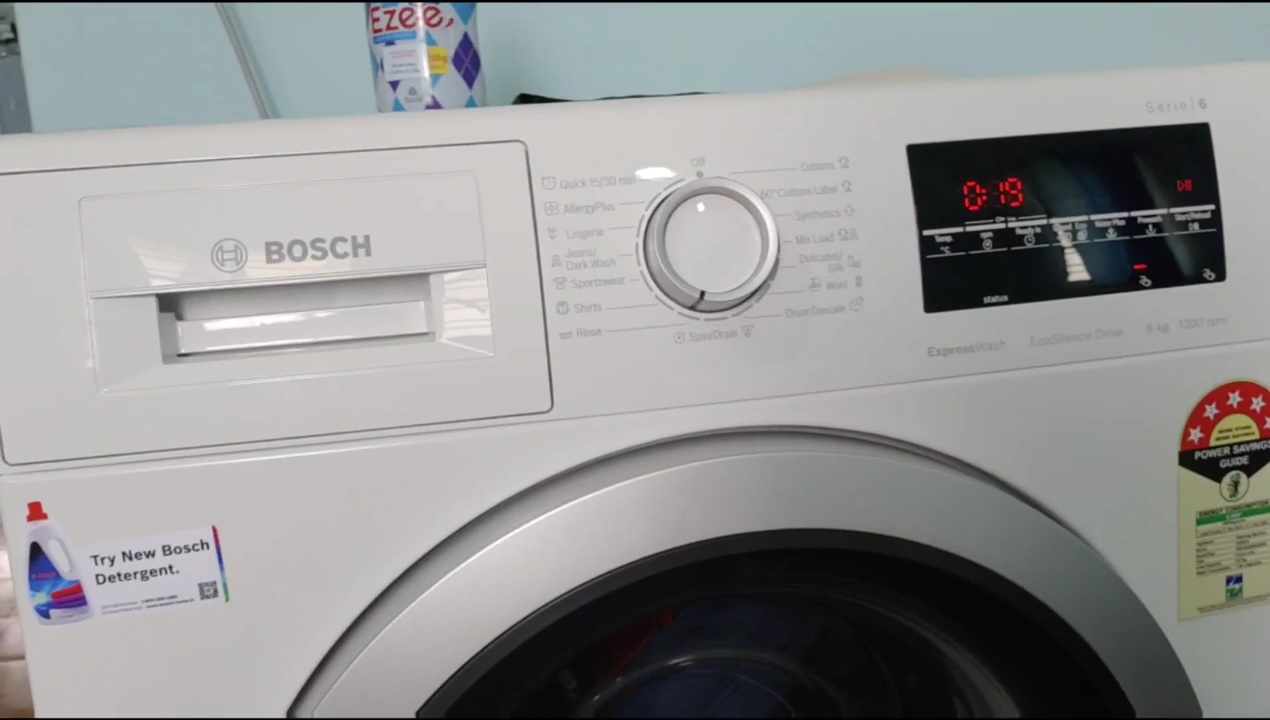 Ezee
Serie | 6
BOSCH
Off
Quick 15/30 min
AllergyPlus
Lingerie
Jeans/
Dark Wash
Sportswear
Shirts
Rinse
Spin/Drain
Cottons
60° Cottons Label
Synthetics
Mix Load
Delicates/
Silk
Wool
Drum Descale
0:19
Temp.
°C
rpm
Ready in
Water Plus
Prewash
Start/Reload
status
ExpressWash
EcoSilence Drive
8 kg
1200 rpm
POWER SAVINGS
GUIDE
Try New Bosch
Detergent.